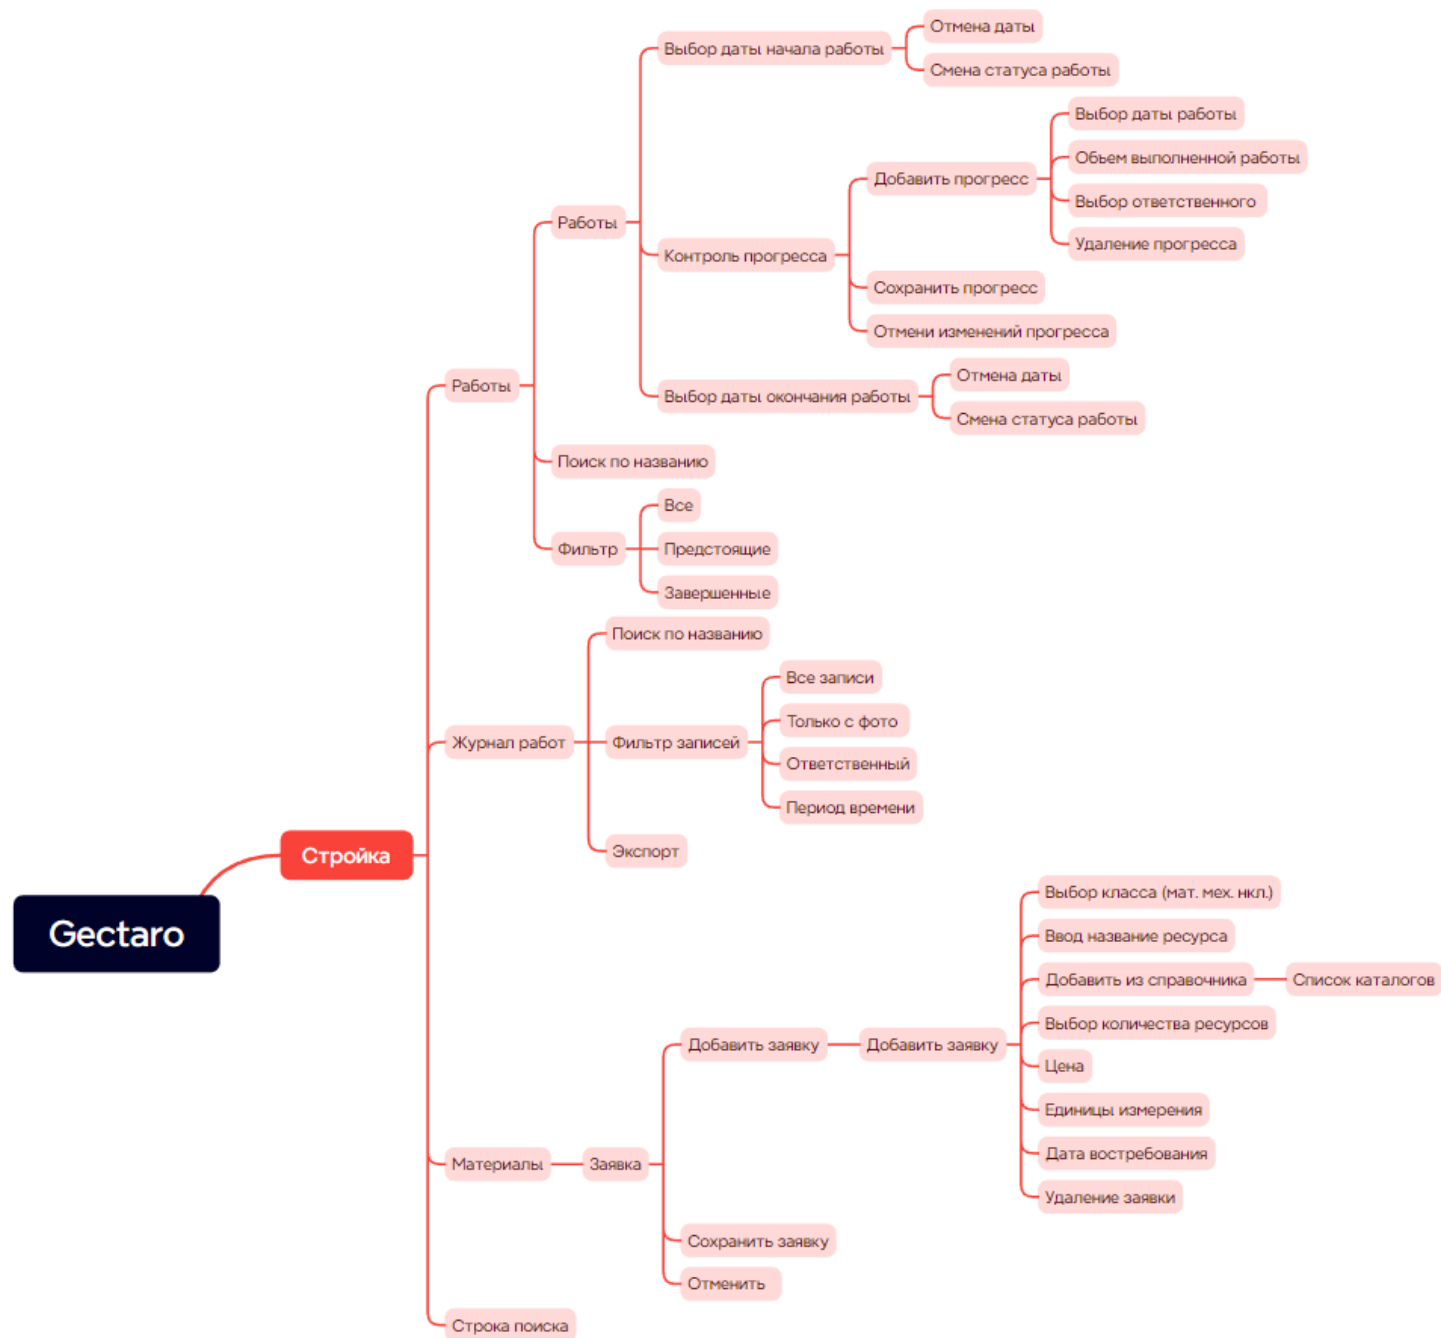 Отмена даты
Выбор даты начала работы
Смена статуса работы
Выбор даты работы
Объем выполненной работы
Добавить прогресс
Выбор ответственного
Работы
Удаление прогресса
Контроль прогресса
Сохранить прогресс
Отмени изменений прогресса
Отмена даты
Работы
Выбор даты окончания работы
Смена статуса работы
Поиск по названию
Все
Фильтр
Предстоящие
Завершенные
Поиск по названию
Все записи
Только с фото
Журнал работ
Фильтр записей
Ответственный
Период времени
Экспорт
Стройка
Выбор класса (мат. мех. нкл.)
Gectaro
Ввод название ресурса
Добавить из справочника
Список каталогов
Выбор количества ресурсов
Добавить заявку
Добавить заявку
Цена
Единицы измерения
Дата востребования
Материалы
Заявка
Удаление заявки
Сохранить заявку
Отменить
Строка поиска